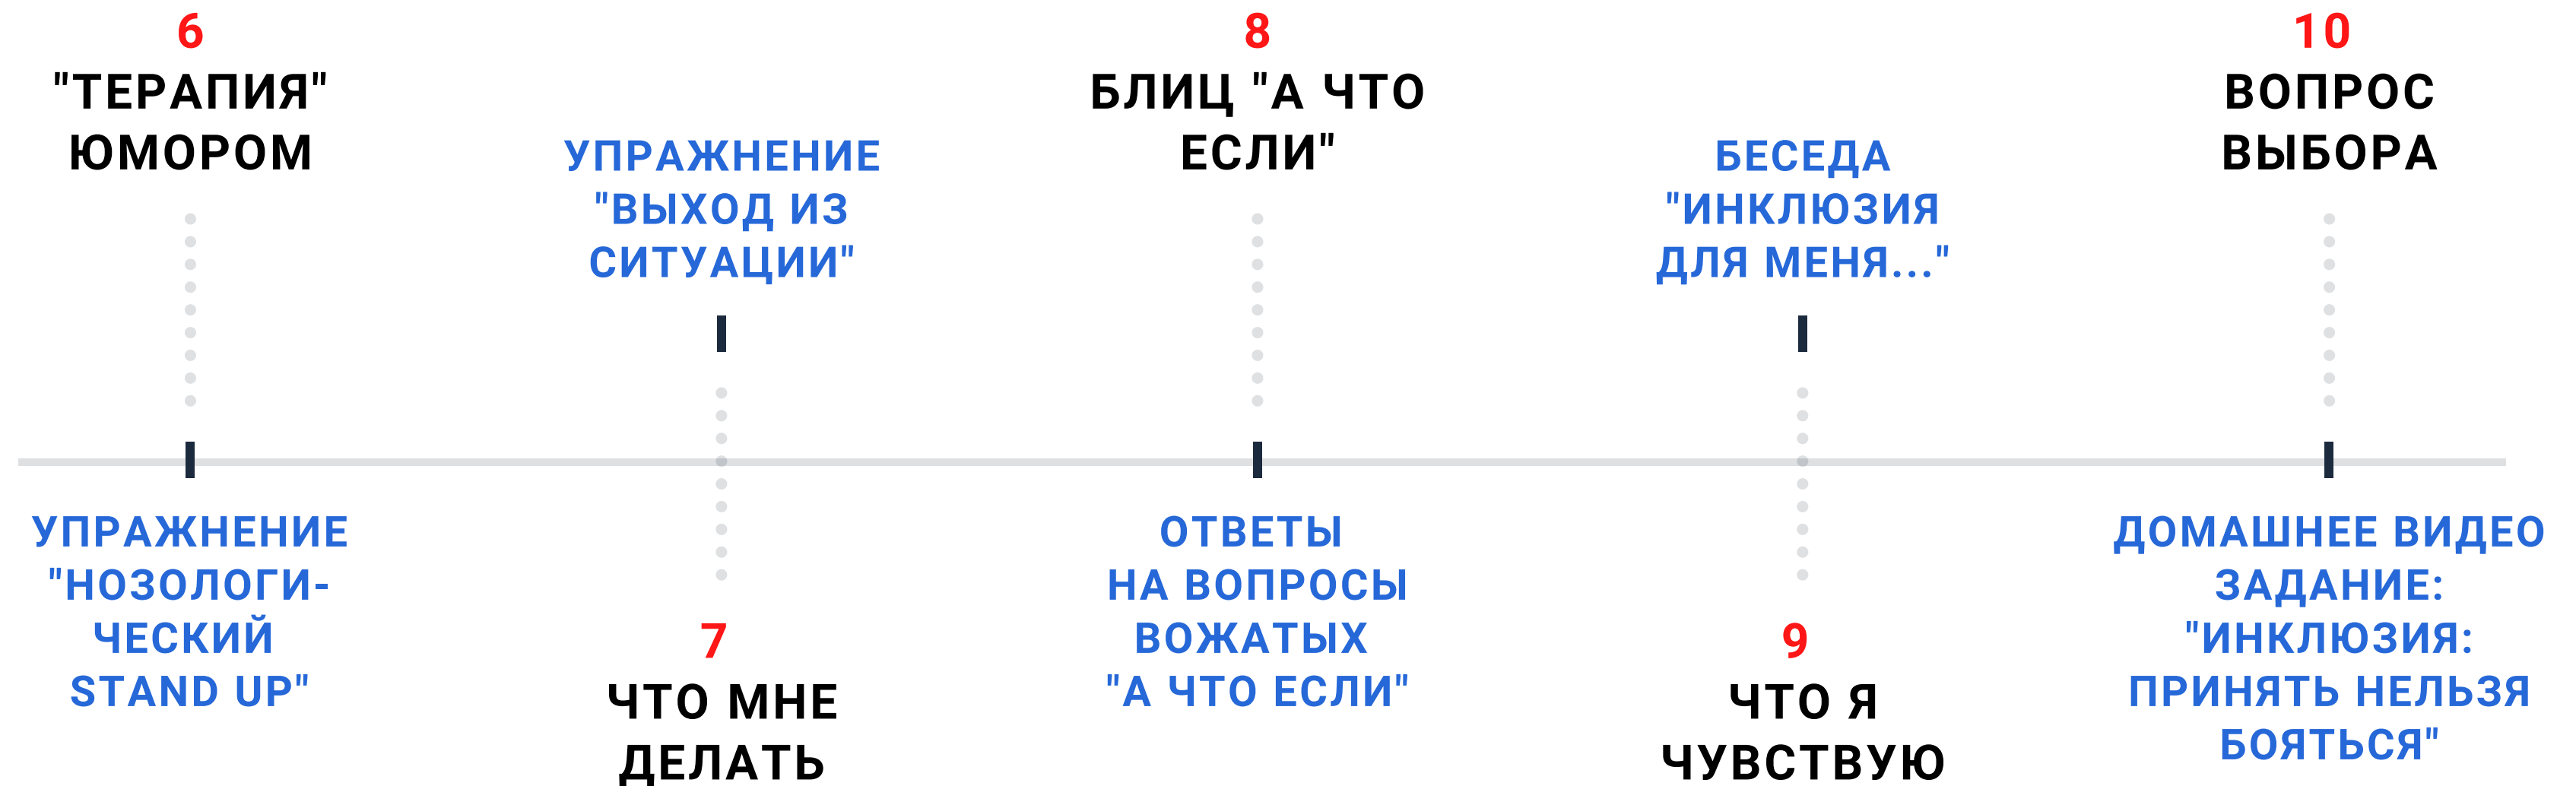 6
"ТЕРАПИЯ"
ЮМОРОМ
УПРАЖНЕНИЕ
"НОЗОЛОГИ-
ЧЕСКИЙ
STAND UP"
УПРАЖНЕНИЕ
"ВЫХОД ИЗ
СИТУАЦИИ"
7
ЧТО МНЕ
ДЕЛАТЬ
8
БЛИЦ "А ЧТО
ЕСЛИ"
ОТВЕТЫ
НА ВОПРОСЫ
ВОЖАТЫХ
"А ЧТО ЕСЛИ"
БЕСЕДА
"ИНКЛЮЗИЯ
ДЛЯ МЕНЯ..."
9
ЧТО Я
ЧУВСТВУЮ
10
ВОПРОС
ВЫБОРА
ДОМАШНЕЕ ВИДЕО
ЗАДАНИЕ:
"ИНКЛЮЗИЯ:
ПРИНЯТЬ НЕЛЬЗЯ
БОЯТЬСЯ"